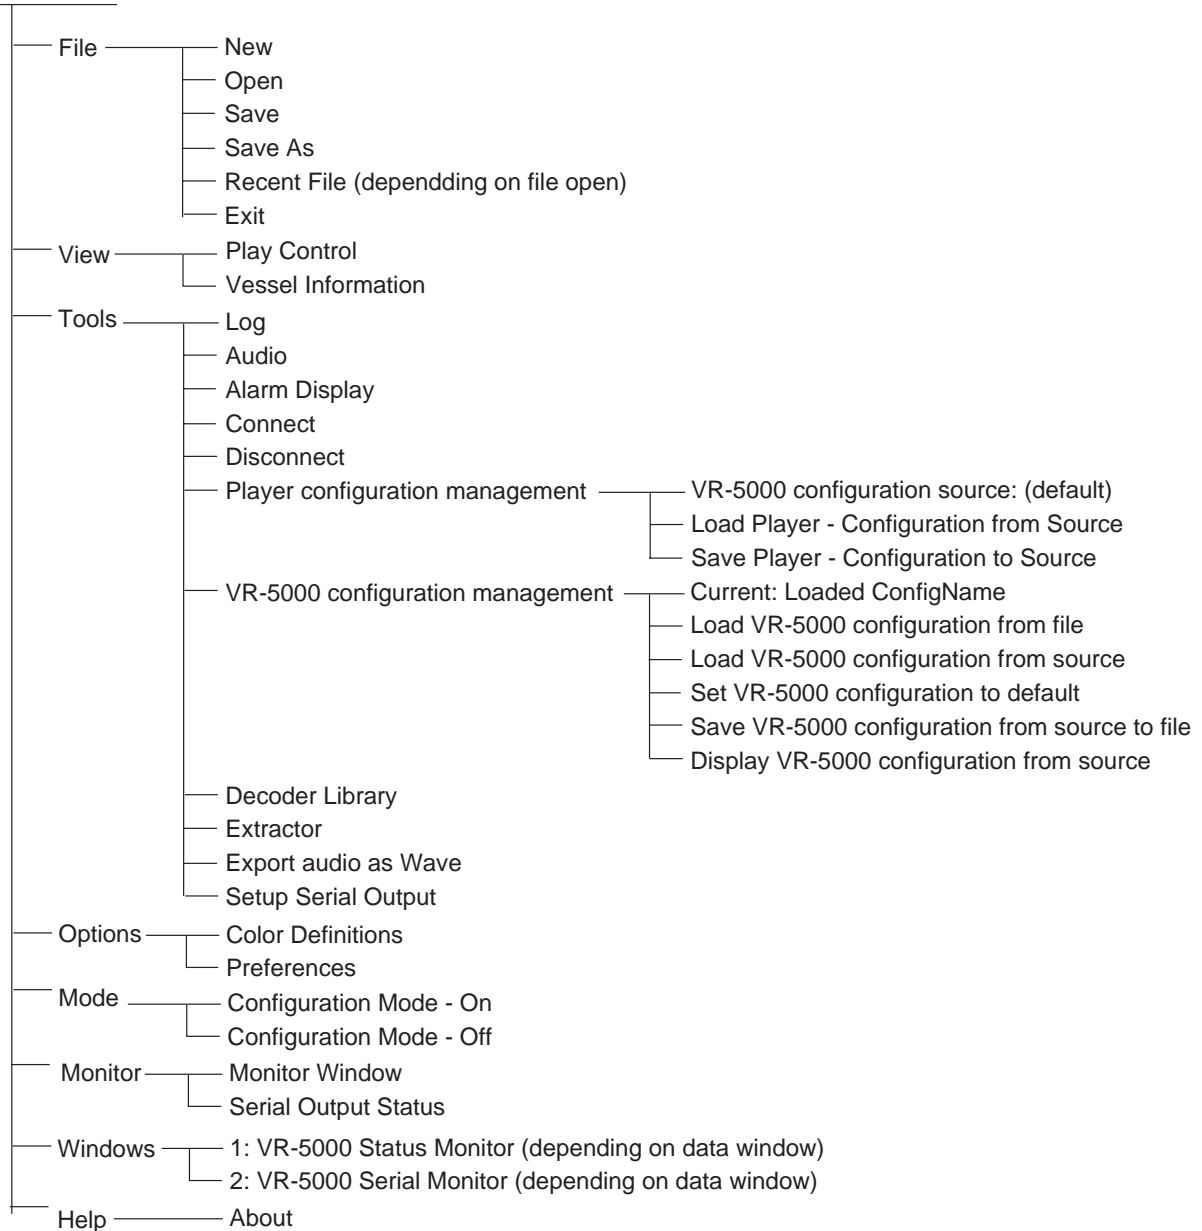 File
New
Open
Save
Save As
Recent File (dependding on file open)
Exit
View
Play Control
Vessel Information
Tools
Log
Audio
Alarm Display
Connect
Disconnect
Player configuration management
VR-5000 configuration source: (default)
Load Player - Configuration from Source
Save Player - Configuration to Source
VR-5000 configuration management
Current: Loaded ConfigName
Load VR-5000 configuration from file
Load VR-5000 configuration from source
Set VR-5000 configuration to default
Save VR-5000 configuration from source to file
Display VR-5000 configuration from source
Decoder Library
Extractor
Export audio as Wave
Setup Serial Output
Options
Color Definitions
Preferences
Mode
Configuration Mode - On
Configuration Mode - Off
Monitor
Monitor Window
Serial Output Status
Windows
1: VR-5000 Status Monitor (depending on data window)
2: VR-5000 Serial Monitor (depending on data window)
Help
About